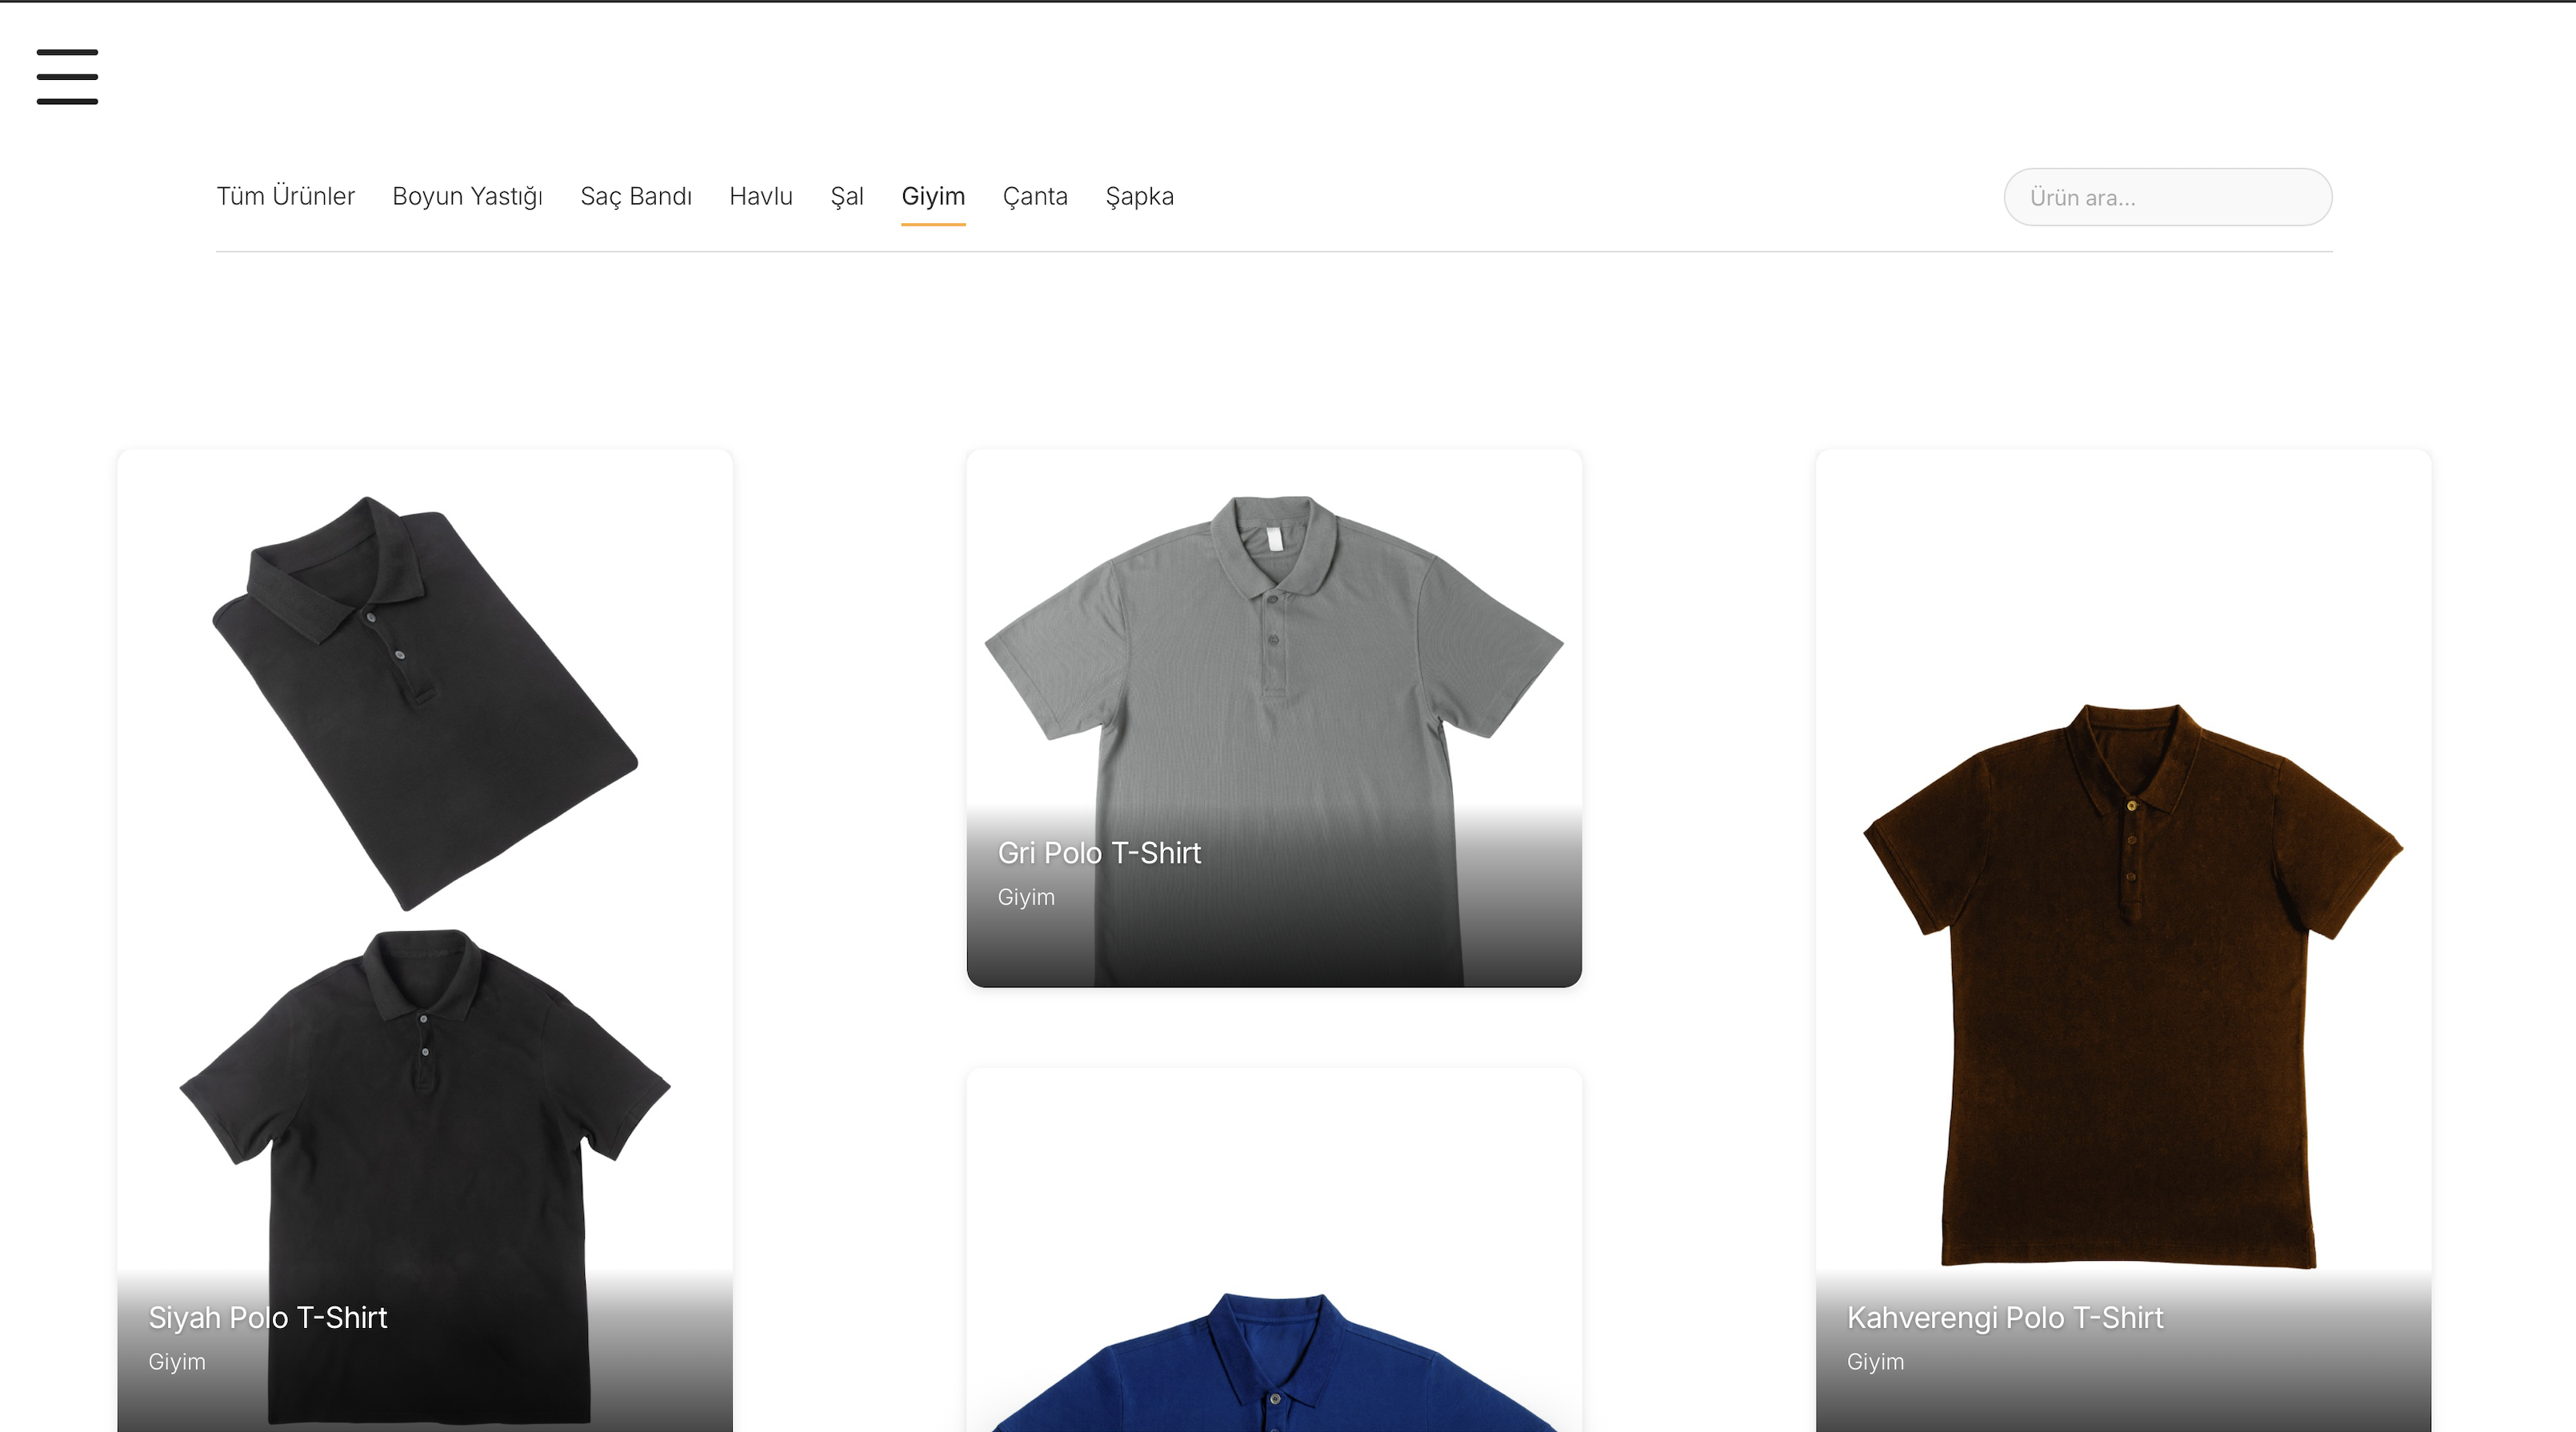 Tüm Ürünler Boyun Yastığı Saç Bandı Havlu Şal Giyim Çanta Şapka
Ürün ara...
Gri Polo T-Shirt
Giyim
Siyah Polo T-Shirt
Giyim
Kahverengi Polo T-Shirt
Giyim